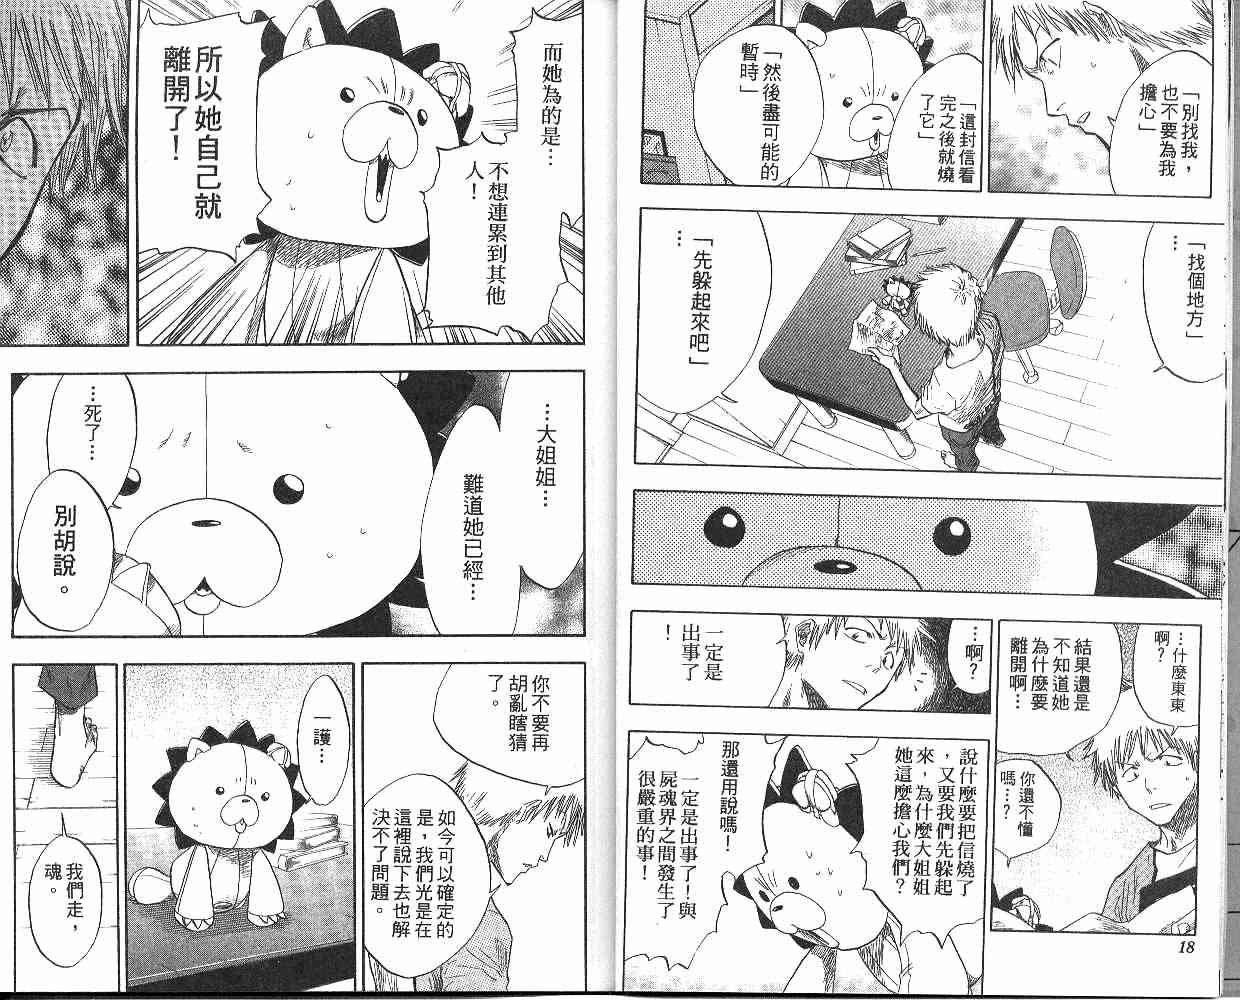 「別找我，
也不要為我
擔心」
「這封信看
完之後就燒
了它」
「然後盡可能的
暫時」
「找個地方」
…
「先躲起來吧」
…
…什麼東東
啊？
結果還是
不知道她
為什麼要
離開啊…
你還不懂
嗎…？
…啊？
一定是
出事了
！
說什麼要把信燒了
，又要我們先躲起
來，為什麼大姐姐
她這麼擔心我們？
那還用說嗎！
一定是出事了！與
屍魂界之間發生了
很嚴重的事！
18
而她為的是…
不想連累到其他
人！
所以她自己就
離開了！
…大姐姐…
難道她已經…
…死了…
別胡說。
你不要再
胡亂瞎猜
了。
如今可以確定的
是，我們光是在
這裡說下去也解
決不了問題。
一護…
我們走，
魂。